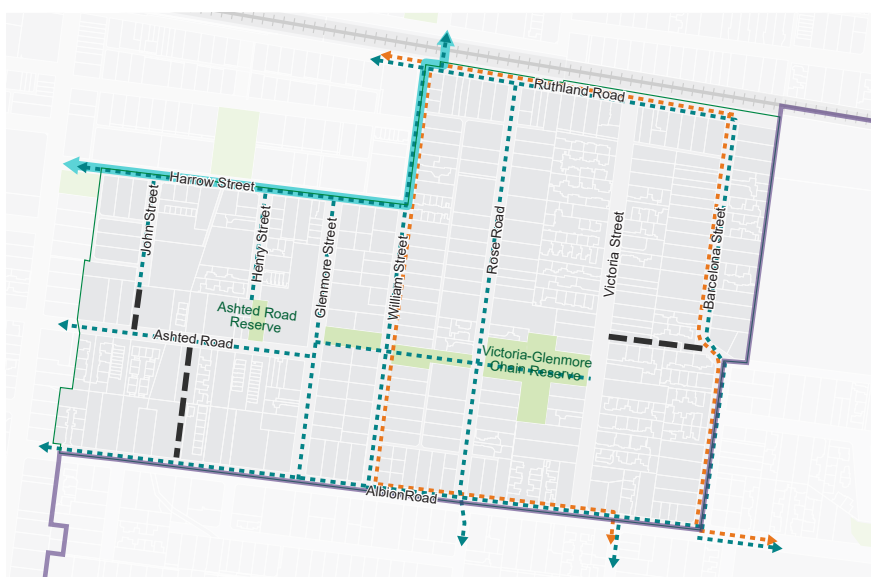 Ruthland Road
Harrow Street
John Street
Henry Street
Glenmore Street
William Street
Rose Road
Victoria Street
Barcelona Street
Ashted Road
Reserve
Ashted Road
Victoria-Glenmore
Chain Reserve
AlbionRoad